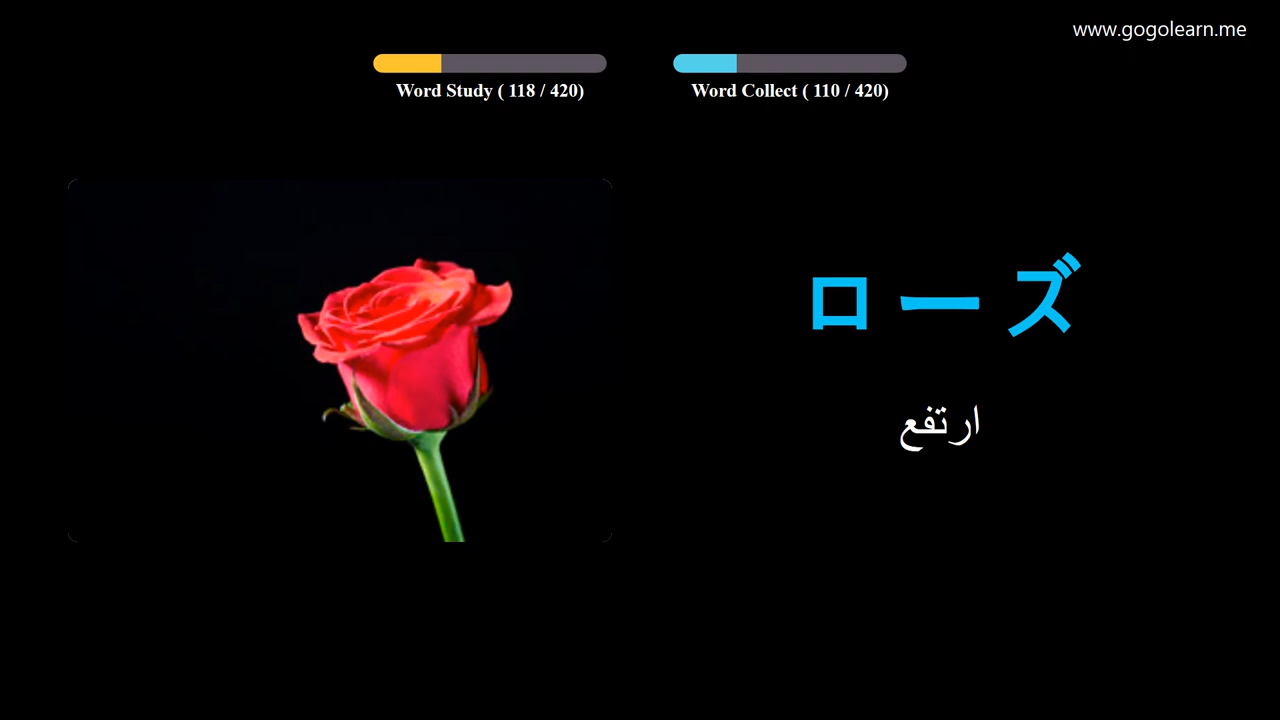 www.gogolearn.me
Word Study ( 118 / 420)
Word Collect ( 110 / 420)
ローズ
ارتفع